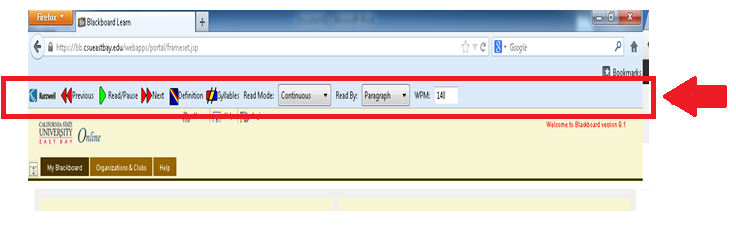 Firefox
Blackboard Learn
https://bb.csueastbay.edu/webapps/portal/frameset.jsp
Google
Bookmarks
Kurzweil Previous Read/Pause Next Definition Syllables Read Mode: Continuous Read By: Paragraph WPM: 140
CALIFORNIA STATE
UNIVERSITY Online
EAST BAY
Welcome to Blackboard version 9.1
My Blackboard Organizations & Clubs Help